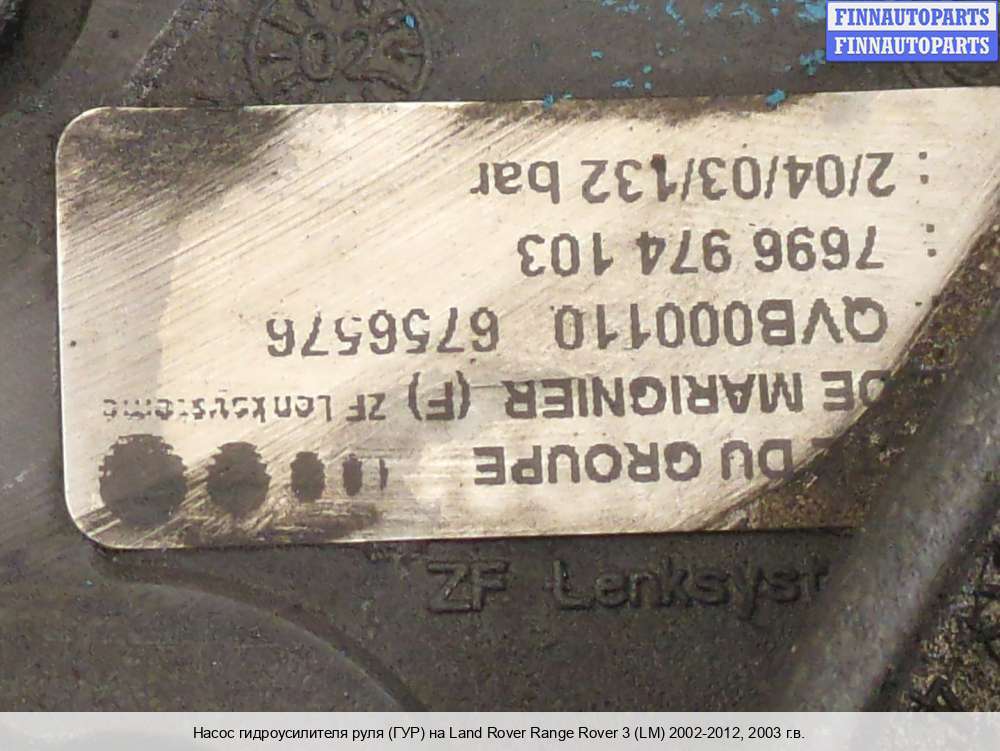 FINNAUTOPARTS
FINNAUTOPARTS
02
DU GROUPE
DE MARIGNIER (F) ZF Lenksysteme
QVB000110 6756576
: 7696 974 103
: 2/04/03/132 bar
ZF Lenksyst
Насос гидроусилителя руля (ГУР) на Land Rover Range Rover 3 (LM) 2002-2012, 2003 г.в.